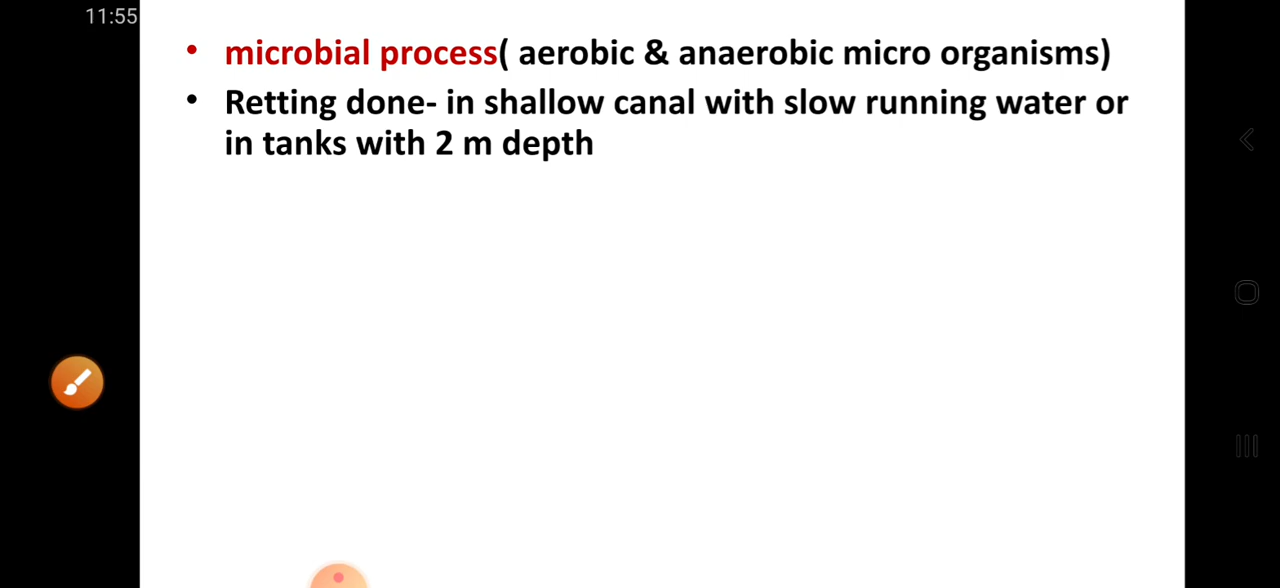 11:55
• microbial process( aerobic & anaerobic micro organisms)
• Retting done- in shallow canal with slow running water or
in tanks with 2 m depth